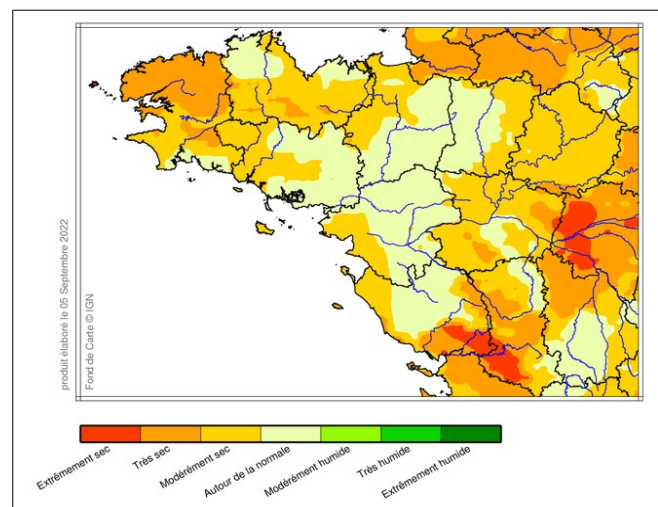 produit élaboré le 05 Septembre 2022
Fond de Carte © IGN
Extrêmement sec
Très sec
Modérément sec
Autour de la normale
Modérément humide
Très humide
Extrêmement humide